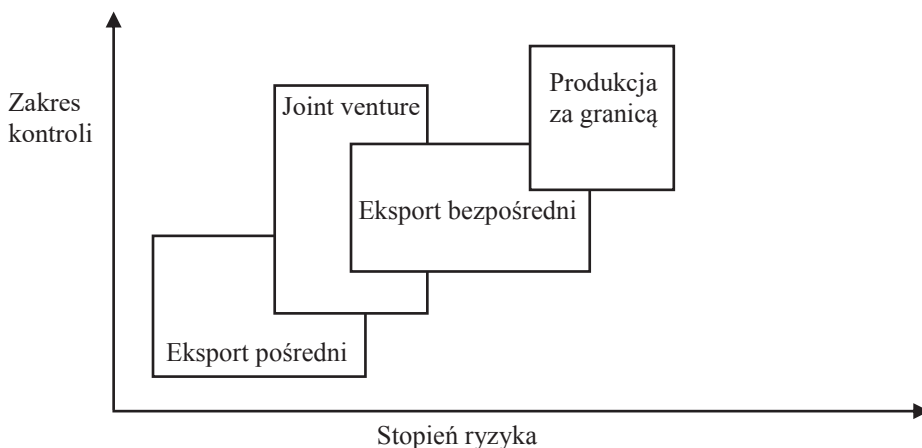 Zakres
kontroli
Joint venture
Produkcja
za granicą
Eksport bezpośredni
Eksport pośredni
Stopień ryzyka